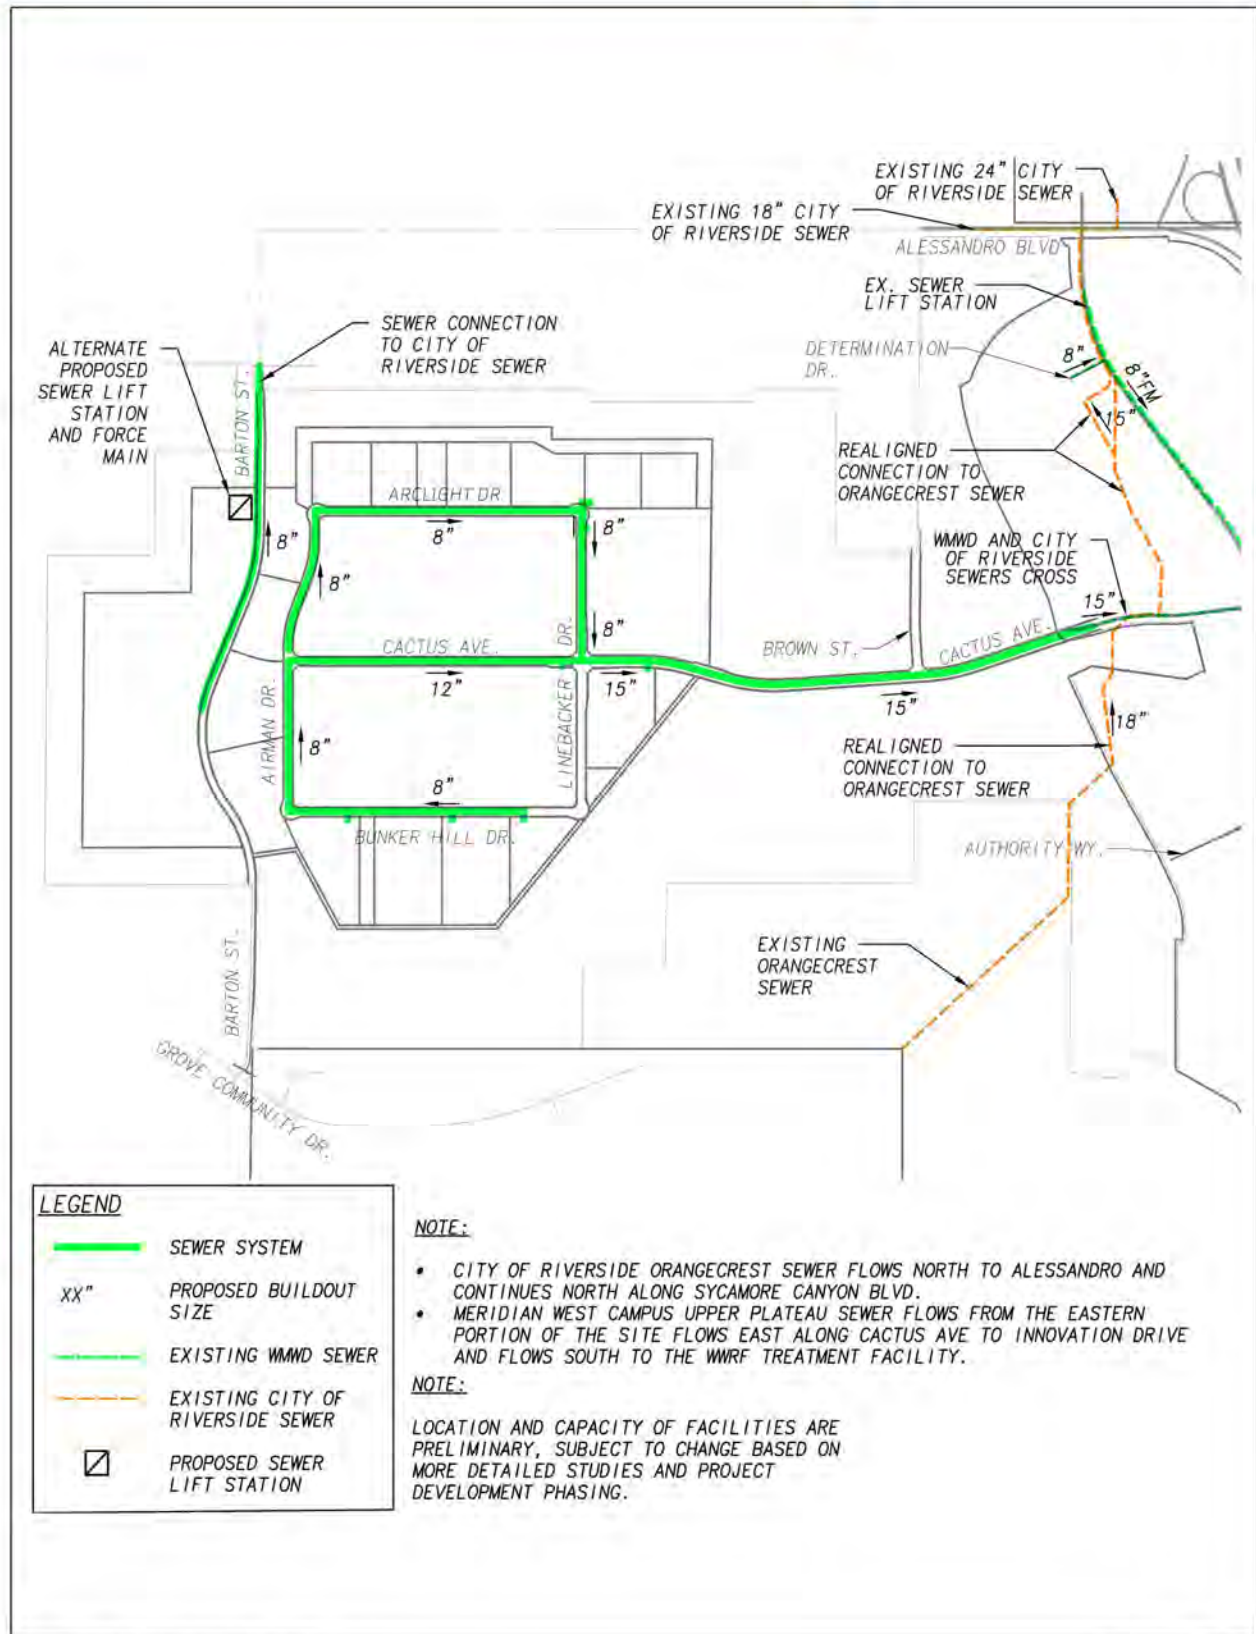 EXISTING 24" CITY
OF RIVERSIDE SEWER
EXISTING 18" CITY
OF RIVERSIDE SEWER
ALESSANDRO BLVD
EX. SEWER
LIFT STATION
SEWER CONNECTION
TO CITY OF
RIVERSIDE SEWER
ALTERNATE
PROPOSED
SEWER LIFT
STATION
AND FORCE
MAIN
BARTON ST.
DETERMINATION
DR.
8"
8"FM
15"
REALIGNED
CONNECTION TO
ORANGECREST SEWER
ARCLIGHT DR
8"
8"
8"
8"
WMWD AND CITY
OF RIVERSIDE
SEWERS CROSS
15"
8"
CACTUS AVE.
DR.
LINEBACKER
12"
15"
BROWN ST.
CACTUS AVE.
15"
18"
AIRMAN DR.
8"
8"
BUNKER HILL DR.
REALIGNED
CONNECTION TO
ORANGECREST SEWER
AUTHORITY WY.
EXISTING
ORANGECREST
SEWER
BARTON ST.
GROVE COMMUNITY DR.
LEGEND
SEWER SYSTEM
XX" PROPOSED BUILDOUT
SIZE
EXISTING WMWD SEWER
EXISTING CITY OF
RIVERSIDE SEWER
PROPOSED SEWER
LIFT STATION
NOTE:
• CITY OF RIVERSIDE ORANGECREST SEWER FLOWS NORTH TO ALESSANDRO AND
CONTINUES NORTH ALONG SYCAMORE CANYON BLVD.
• MERIDIAN WEST CAMPUS UPPER PLATEAU SEWER FLOWS FROM THE EASTERN
PORTION OF THE SITE FLOWS EAST ALONG CACTUS AVE TO INNOVATION DRIVE
AND FLOWS SOUTH TO THE WWRF TREATMENT FACILITY.
NOTE:
LOCATION AND CAPACITY OF FACILITIES ARE
PRELIMINARY, SUBJECT TO CHANGE BASED ON
MORE DETAILED STUDIES AND PROJECT
DEVELOPMENT PHASING.